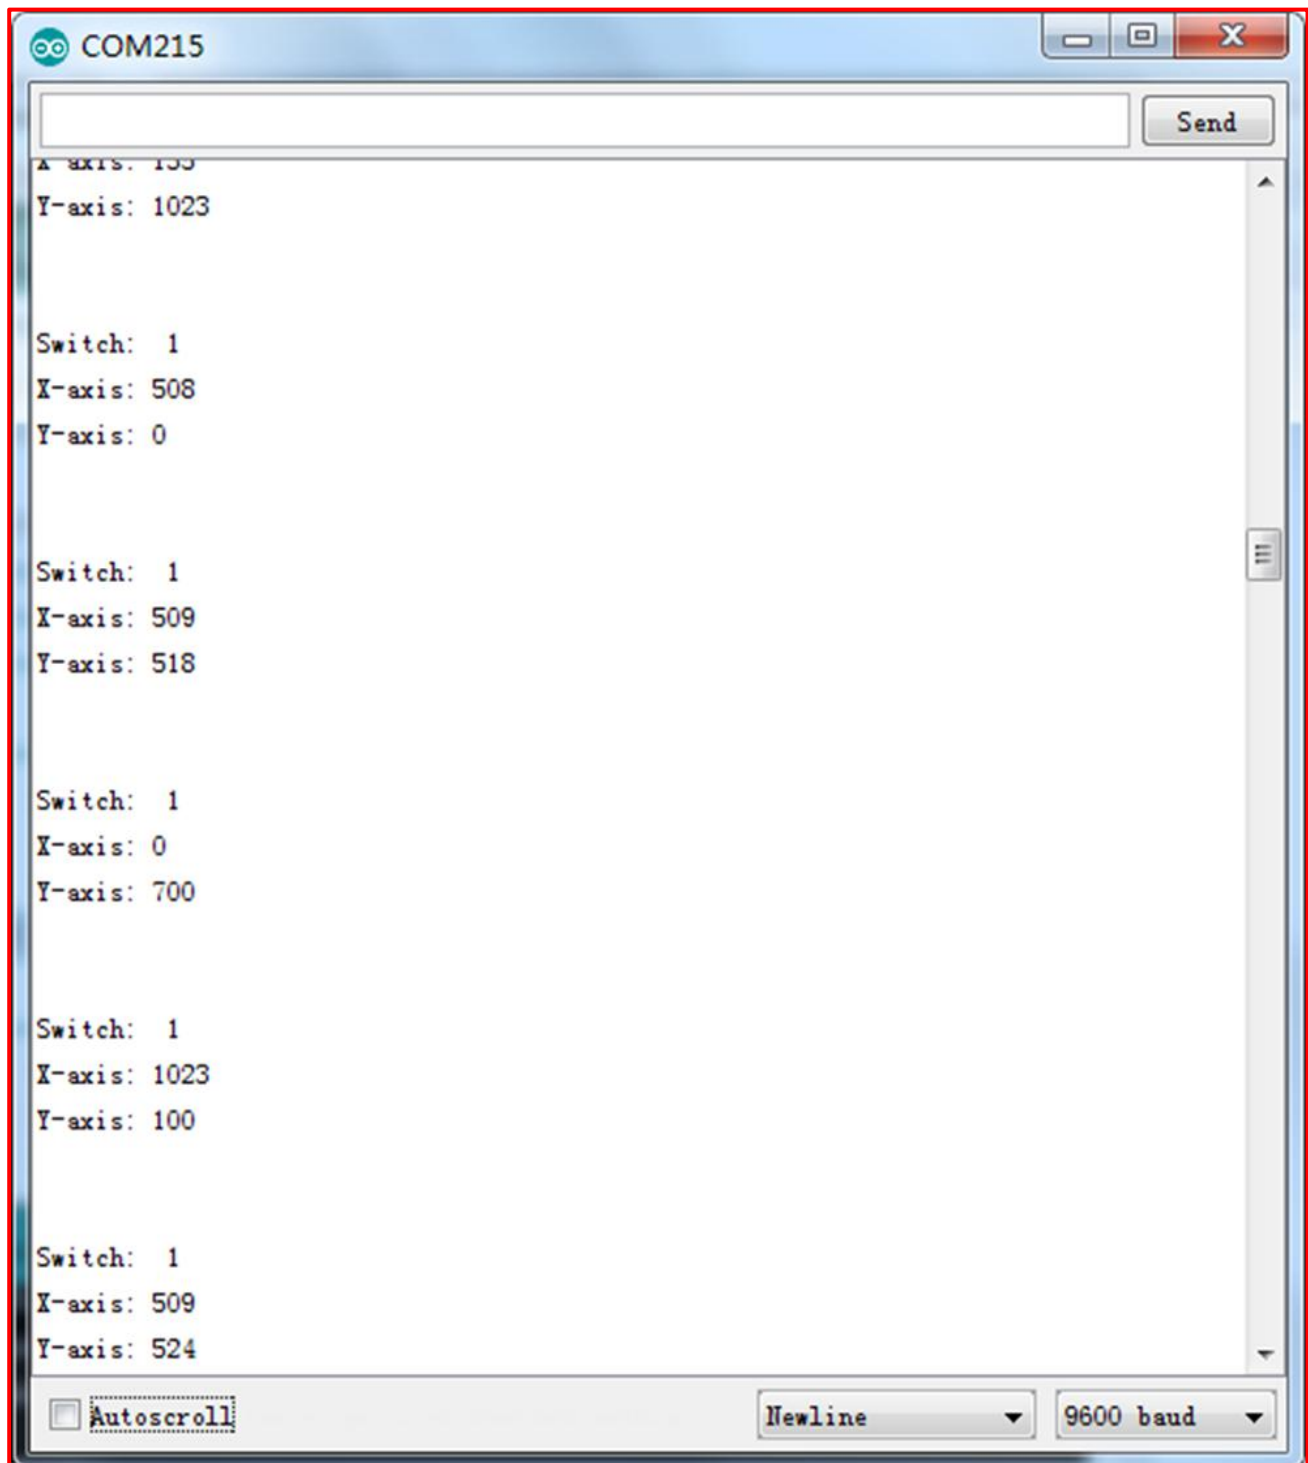 COM215
Send
Y-axis: 1023
Switch:  1
X-axis: 508
Y-axis: 0
Switch:  1
X-axis: 509
Y-axis: 518
Switch:  1
X-axis: 0
Y-axis: 700
Switch:  1
X-axis: 1023
Y-axis: 100
Switch:  1
X-axis: 509
Y-axis: 524
Autoscroll
Newline
9600 baud